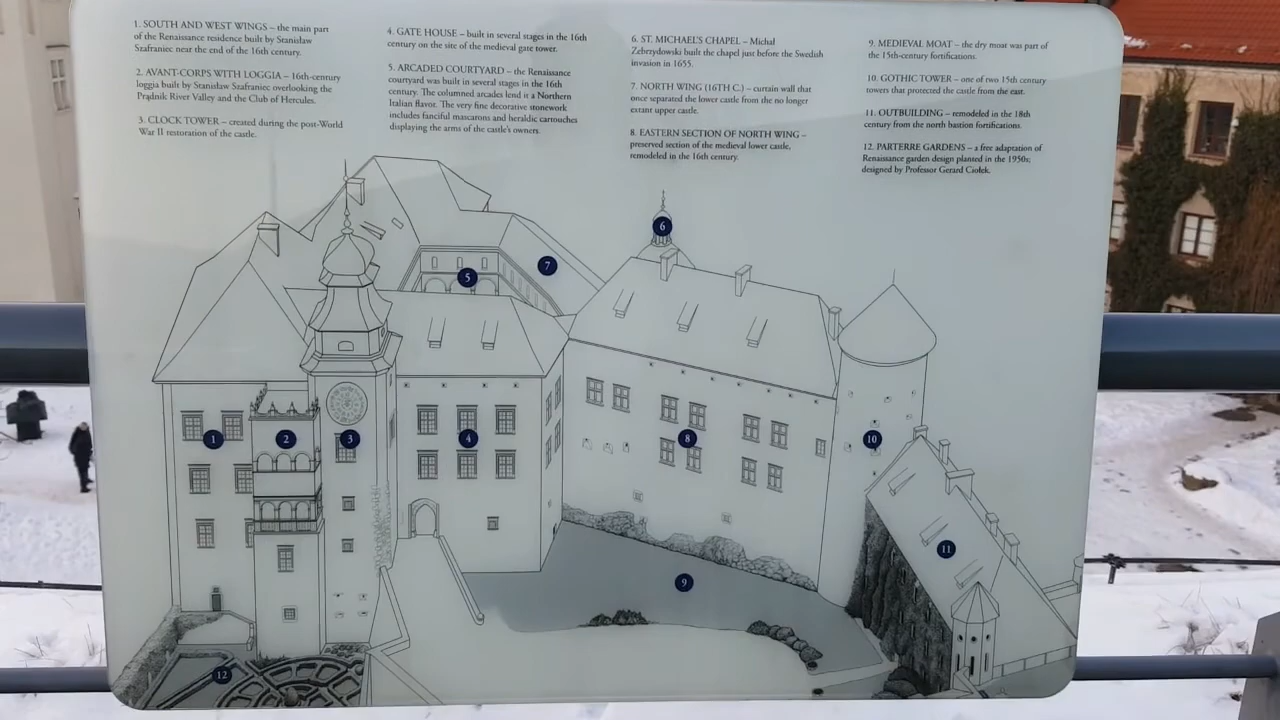 1. SOUTH AND WEST WINGS – the main part
of the Renaissance residence built by Stanisław
Szafraniec near the end of the 16th century.
2. AVANT-CORPS WITH LOGGIA – 16th-century
loggia built by Stanisław Szafraniec overlooking the
Prądnik River Valley and the Club of Hercules.
3. CLOCK TOWER – created during the post-World
War II restoration of the castle.
4. GATE HOUSE – built in several stages in the 16th
century on the site of the medieval gate tower.
5. ARCADED COURTYARD – the Renaissance
courtyard was built in several stages in the 16th
century. The columned arcades lend it a Northern
Italian flavor. The very fine decorative stonework
includes fanciful mascarons and heraldic cartouches
displaying the arms of the castle's owners.
6. ST. MICHAEL'S CHAPEL – Michał
Zebrzydowski built the chapel just before the Swedish
invasion in 1655.
7. NORTH WING (16TH C.) – curtain wall that
once separated the lower castle from the no longer
extant upper castle.
8. EASTERN SECTION OF NORTH WING –
preserved section of the medieval lower castle,
remodeled in the 16th century.
9. MEDIEVAL MOAT – the dry moat was part of
the 15th-century fortifications.
10. GOTHIC TOWER – one of two 15th century
towers that protected the castle from the east.
11. OUTBUILDING – remodeled in the 18th
century from the north bastion fortifications.
12. PARTERRE GARDENS – a free adaptation of
Renaissance garden design planted in the 1950s;
designed by Professor Gerard Ciołek.
6
7
5
1
2
3
4
8
10
11
9
12